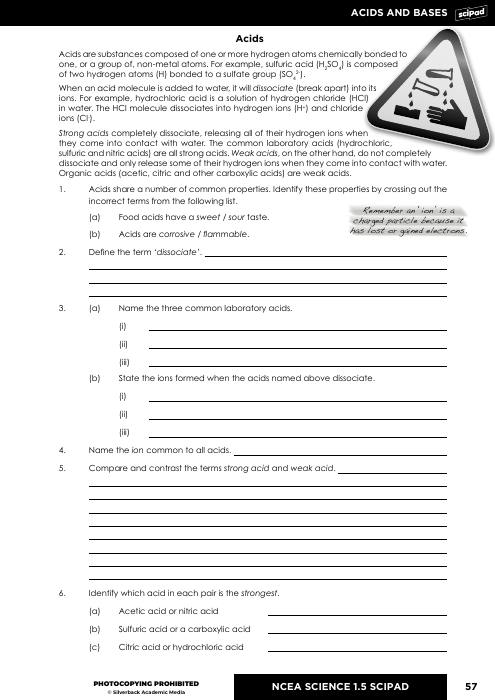 ACIDS AND BASES
scipad
Acids
Acids are substances composed of one or more hydrogen atoms chemically bonded to
one, or a group of, non-metal atoms. For example, sulfuric acid (H₂SO₄) is composed
of two hydrogen atoms (H) bonded to a sulfate group (SO₄²⁻).
When an acid molecule is added to water, it will dissociate (break apart) into its
ions. For example, hydrochloric acid is a solution of hydrogen chloride (HCl)
in water. The HCl molecule dissociates into hydrogen ions (H⁺) and chloride
ions (Cl⁻).
Strong acids completely dissociate, releasing all of their hydrogen ions when
they come into contact with water. The common laboratory acids (hydrochloric,
sulfuric and nitric acids) are all strong acids. Weak acids, on the other hand, do not completely
dissociate and only release some of their hydrogen ions when they come into contact with water.
Organic acids (acetic, citric and other carboxylic acids) are weak acids.
1. Acids share a number of common properties. Identify these properties by crossing out the
incorrect terms from the following list.
(a) Food acids have a sweet / sour taste.
(b) Acids are corrosive / flammable.
Remember an 'ion' is a
charged particle because it
has lost or gained electrons.
2. Define the term 'dissociate'.
3. (a) Name the three common laboratory acids.
(i)
(ii)
(iii)
(b) State the ions formed when the acids named above dissociate.
(i)
(ii)
(iii)
4. Name the ion common to all acids.
5. Compare and contrast the terms strong acid and weak acid.
6. Identify which acid in each pair is the strongest.
(a) Acetic acid or nitric acid
(b) Sulfuric acid or a carboxylic acid
(c) Citric acid or hydrochloric acid
PHOTOCOPYING PROHIBITED
© Silverback Academic Media
NCEA SCIENCE 1.5 SCIPAD
57